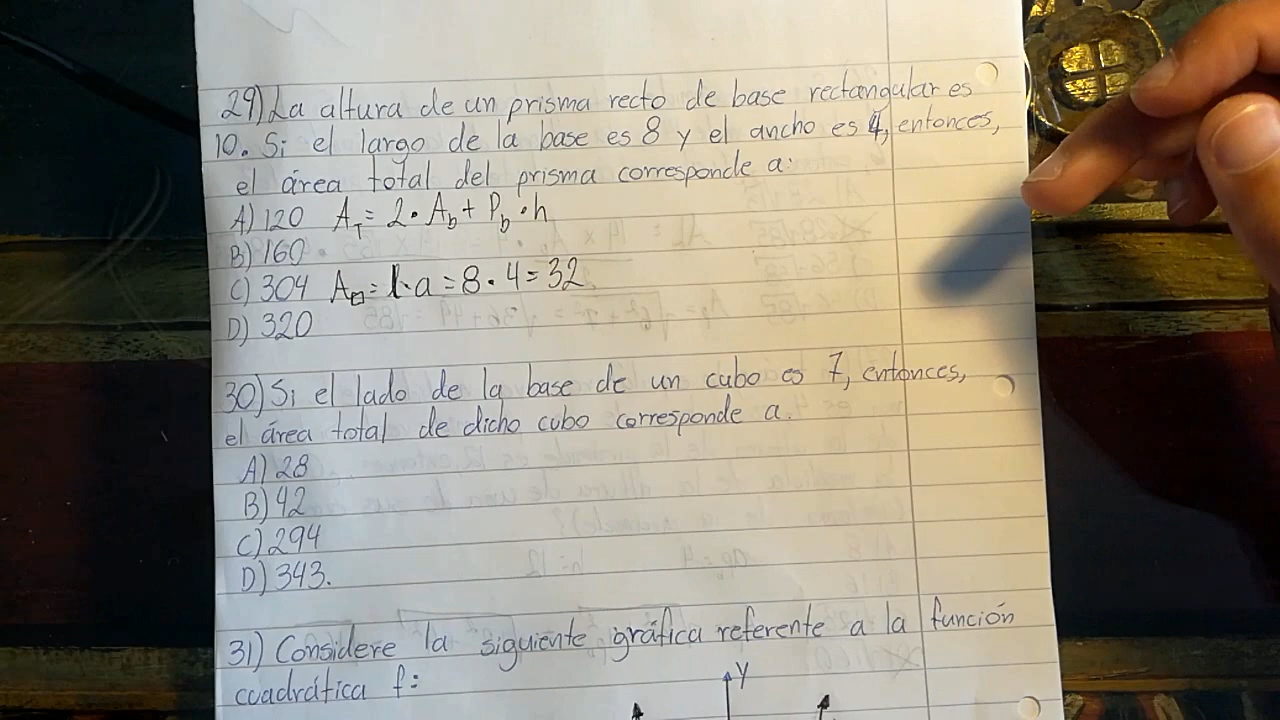 29) La altura de un prisma recto de base rectangular es
10. Si el largo de la base es 8 y el ancho es 4, entonces,
el área total del prisma corresponde a:
A) 120 A_T = 2 • A_b + P_b • h
B) 160
C) 304 A_□ = l • a = 8 • 4 = 32
D) 320
30) Si el lado de la base de un cubo es 7, entonces,
el área total de dicho cubo corresponde a.
A) 28
B) 42
C) 294
D) 343.
31) Considere la siguiente gráfica referente a la función
cuadrática f:
y